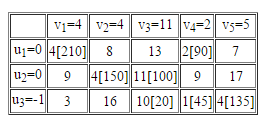 v1=4 v2=4 v3=11 v4=2 v5=5
u1=0 4[210] 8 13 2[90] 7
u2=0 9 4[150] 11[100] 9 17
u3=-1 3 16 10[20] 1[45] 4[135]